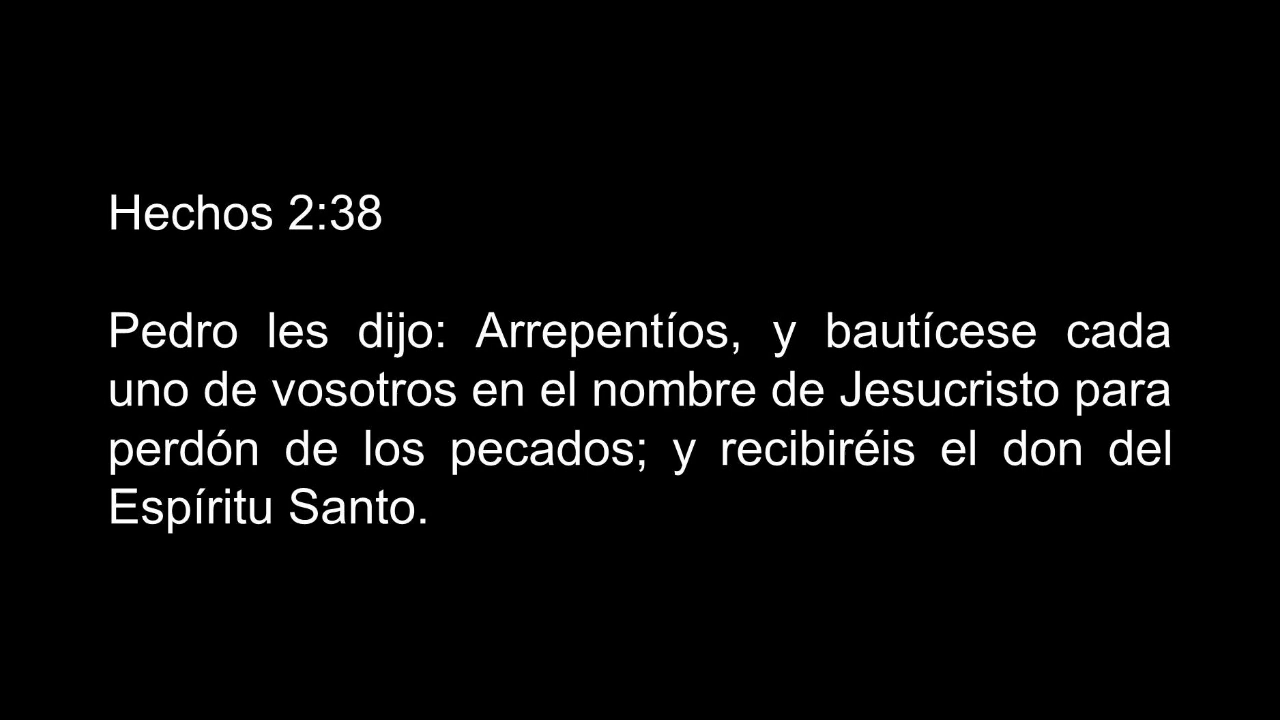 Hechos 2:38
Pedro les dijo: Arrepentíos, y bautícese cada
uno de vosotros en el nombre de Jesucristo para
perdón de los pecados; y recibiréis el don del
Espíritu Santo.